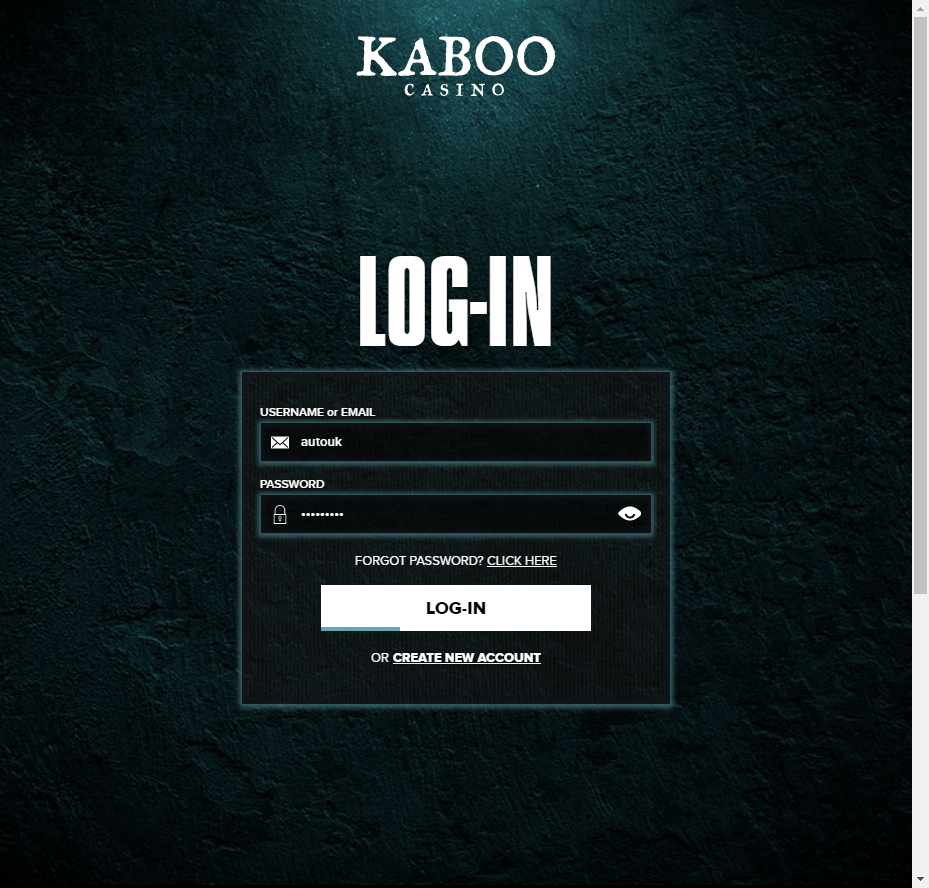 KABOO
CASINO
LOG-IN
USERNAME or EMAIL
autouk
PASSWORD
•••••••••
FORGOT PASSWORD? CLICK HERE
LOG-IN
OR CREATE NEW ACCOUNT